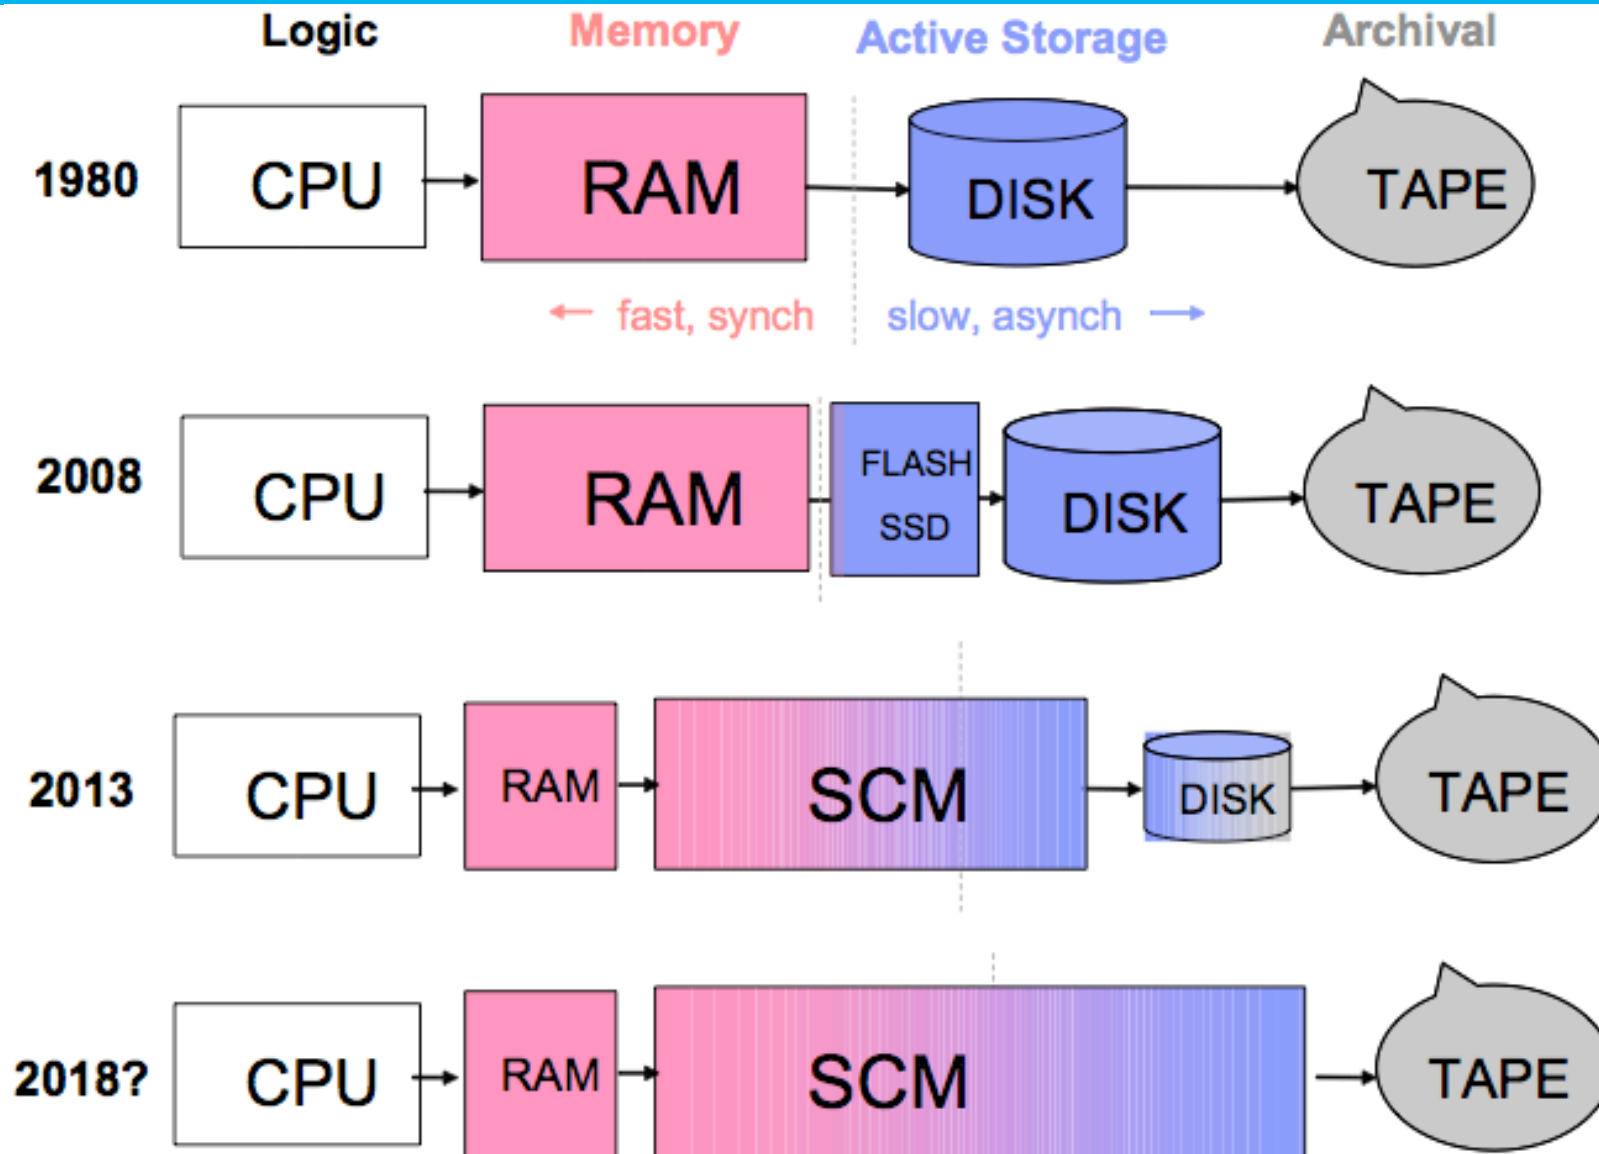 Logic
Memory
Active Storage
Archival
1980
CPU
RAM
DISK
TAPE
fast, synch
slow, asynch
2008
CPU
RAM
FLASH
SSD
DISK
TAPE
2013
CPU
RAM
SCM
DISK
TAPE
2018?
CPU
RAM
SCM
TAPE